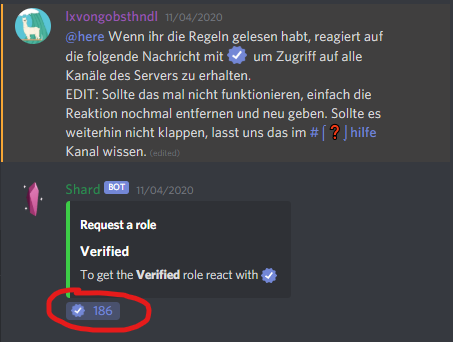 lxvongobsthndl 11/04/2020
@here Wenn ihr die Regeln gelesen habt, reagiert auf
die folgende Nachricht mit um Zugriff auf alle
Kanäle des Servers zu erhalten.
EDIT: Sollte das mal nicht funktionieren, einfach die
Reaktion nochmal entfernen und neu geben. Sollte es
weiterhin nicht klappen, lasst uns das im #⌈❓⌋hilfe
Kanal wissen. (edited)
Shard BOT 11/04/2020
Request a role
Verified
To get the Verified role react with
186